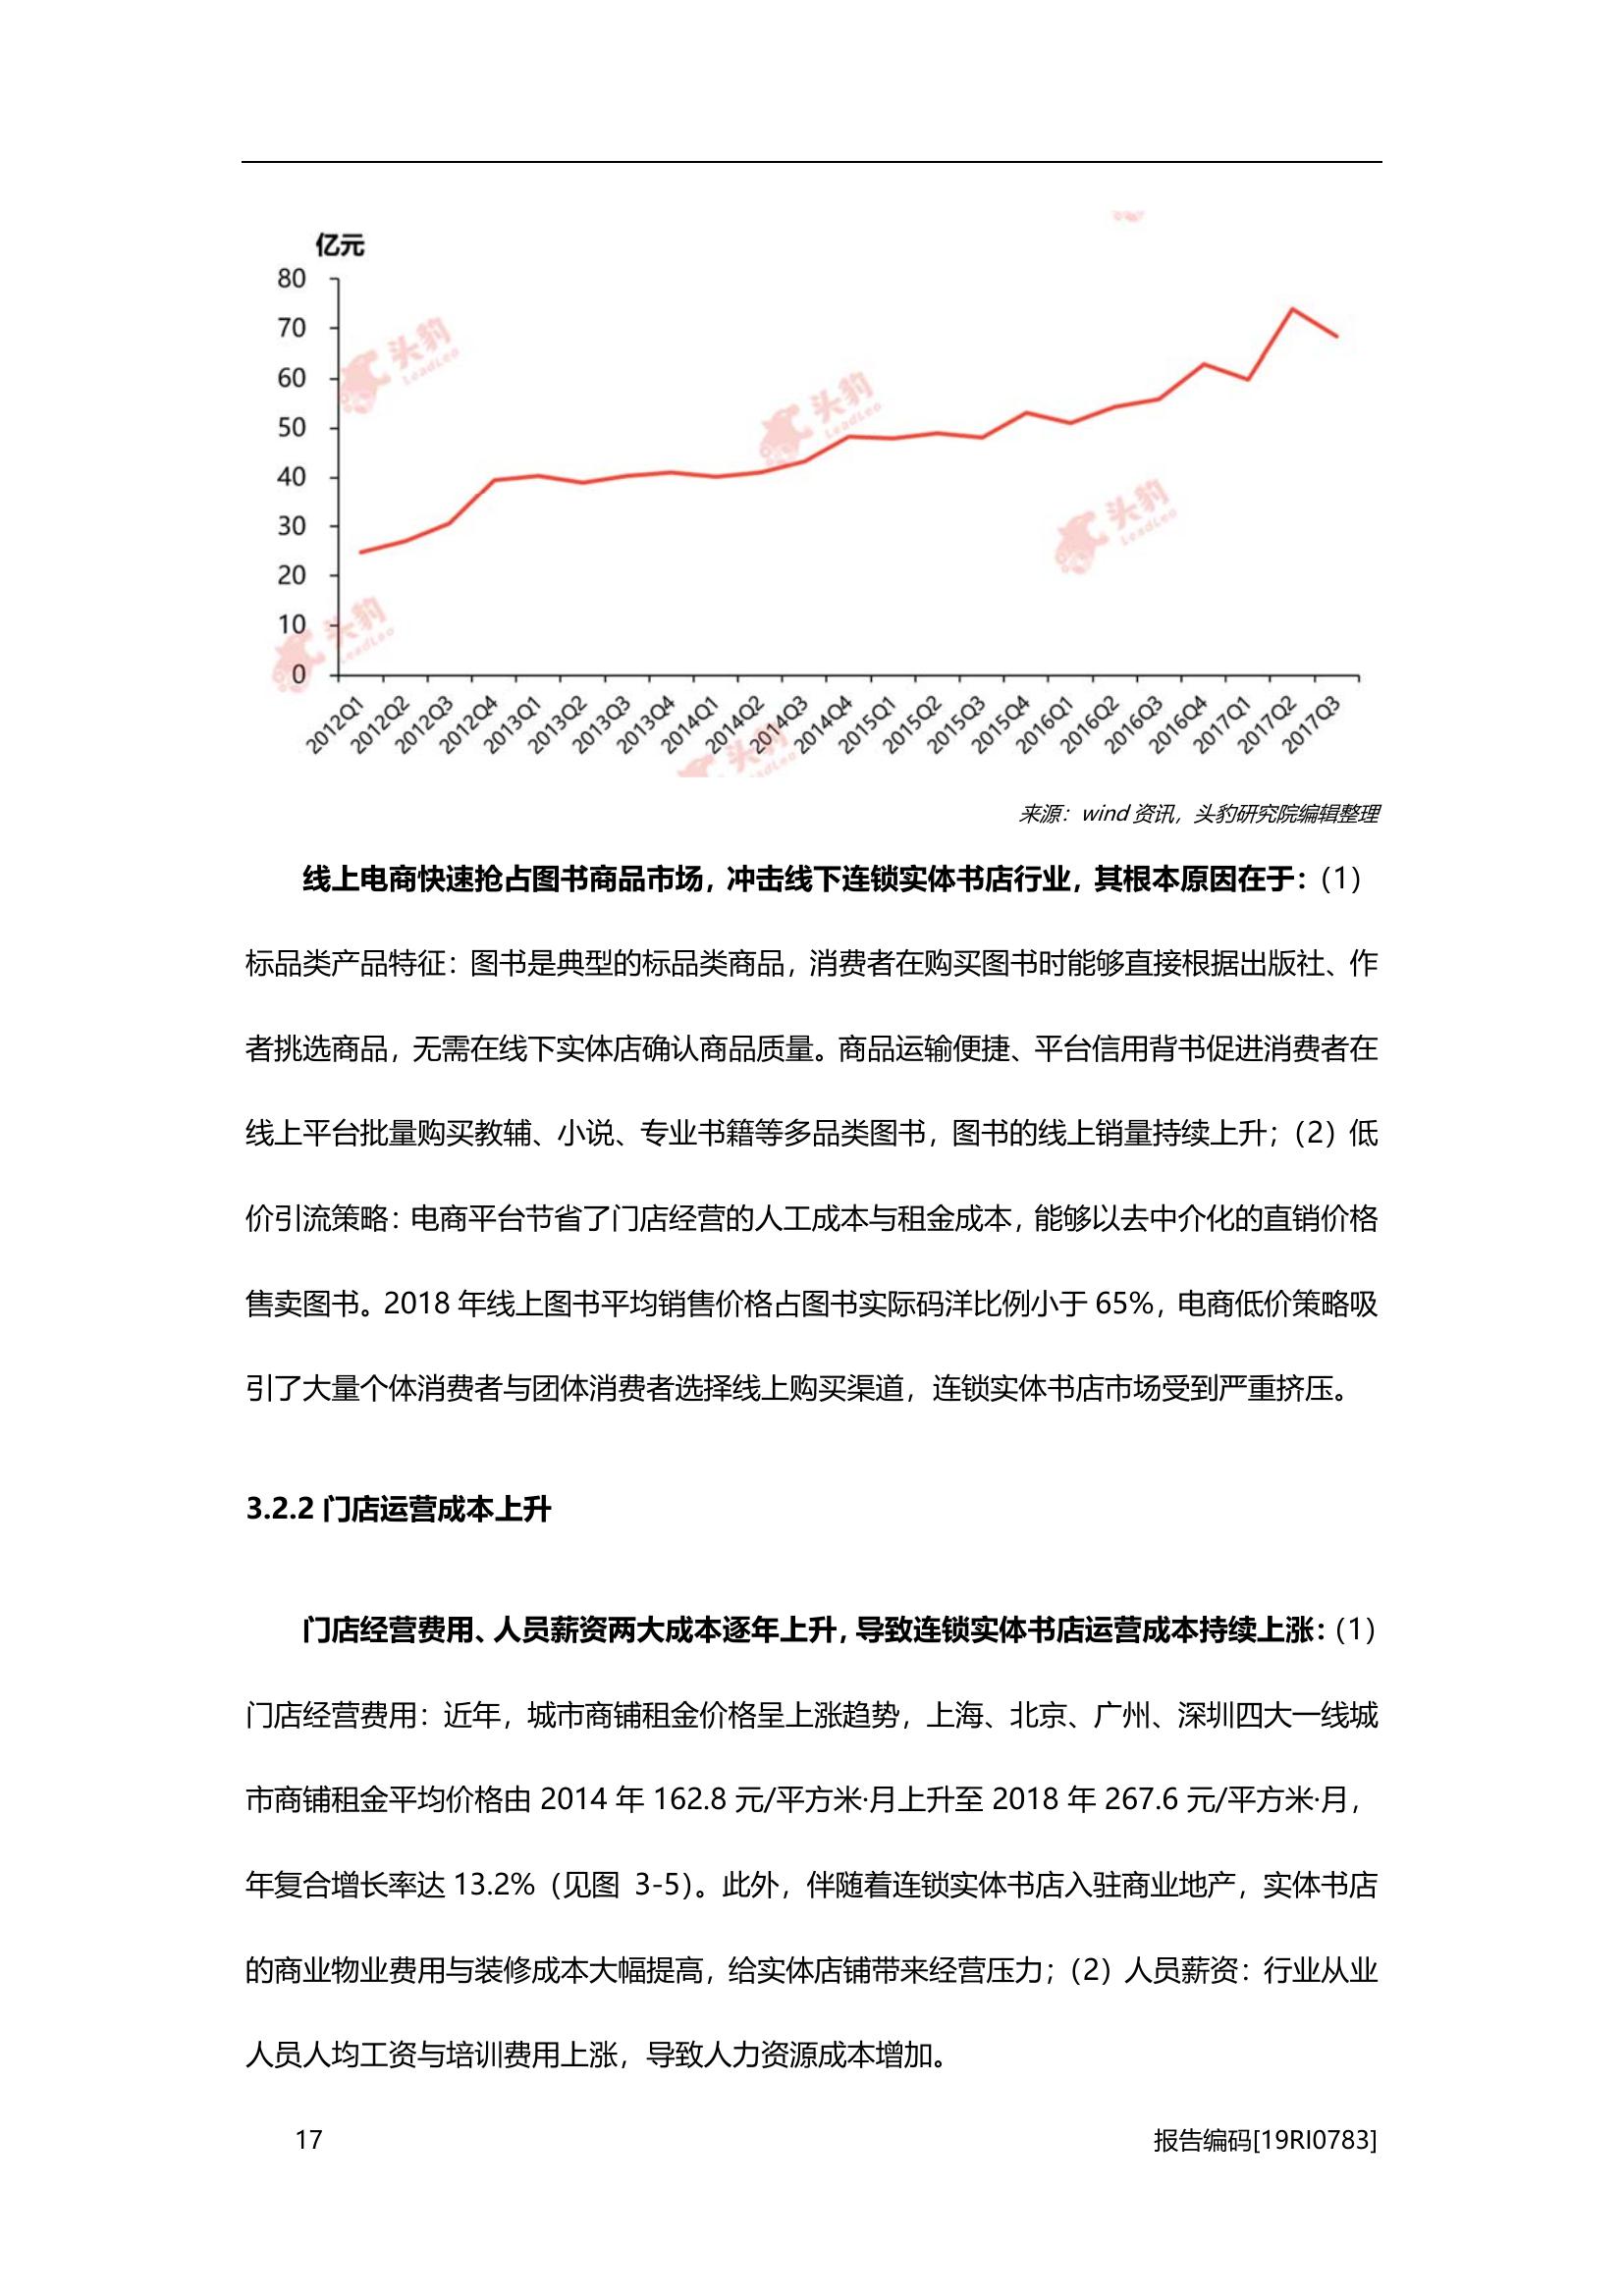 亿元
80
70
60
50
40
30
20
10
0
2012Q1
2012Q2
2012Q3
2012Q4
2013Q1
2013Q2
2013Q3
2013Q4
2014Q1
2014Q2
2014Q3
2014Q4
2015Q1
2015Q2
2015Q3
2015Q4
2016Q1
2016Q2
2016Q3
2016Q4
2017Q1
2017Q2
2017Q3
头豹
LeadLeo
头豹
LeadLeo
头豹
LeadLeo
头豹
LeadLeo
头豹
LeadLeo
来源：wind 资讯，头豹研究院编辑整理
线上电商快速抢占图书商品市场，冲击线下连锁实体书店行业，其根本原因在于：（1）
标品类产品特征：图书是典型的标品类商品，消费者在购买图书时能够直接根据出版社、作
者挑选商品，无需在线下实体店确认商品质量。商品运输便捷、平台信用背书促进消费者在
线上平台批量购买教辅、小说、专业书籍等多品类图书，图书的线上销量持续上升；（2）低
价引流策略：电商平台节省了门店经营的人工成本与租金成本，能够以去中介化的直销价格
售卖图书。2018 年线上图书平均销售价格占图书实际码洋比例小于 65%，电商低价策略吸
引了大量个体消费者与团体消费者选择线上购买渠道，连锁实体书店市场受到严重挤压。
3.2.2 门店运营成本上升
门店经营费用、人员薪资两大成本逐年上升，导致连锁实体书店运营成本持续上涨：（1）
门店经营费用：近年，城市商铺租金价格呈上涨趋势，上海、北京、广州、深圳四大一线城
市商铺租金平均价格由 2014 年 162.8 元/平方米·月上升至 2018 年 267.6 元/平方米·月，
年复合增长率达 13.2%（见图 3-5）。此外，伴随着连锁实体书店入驻商业地产，实体书店
的商业物业费用与装修成本大幅提高，给实体店铺带来经营压力；（2）人员薪资：行业从业
人员人均工资与培训费用上涨，导致人力资源成本增加。
17
报告编码[19RI0783]